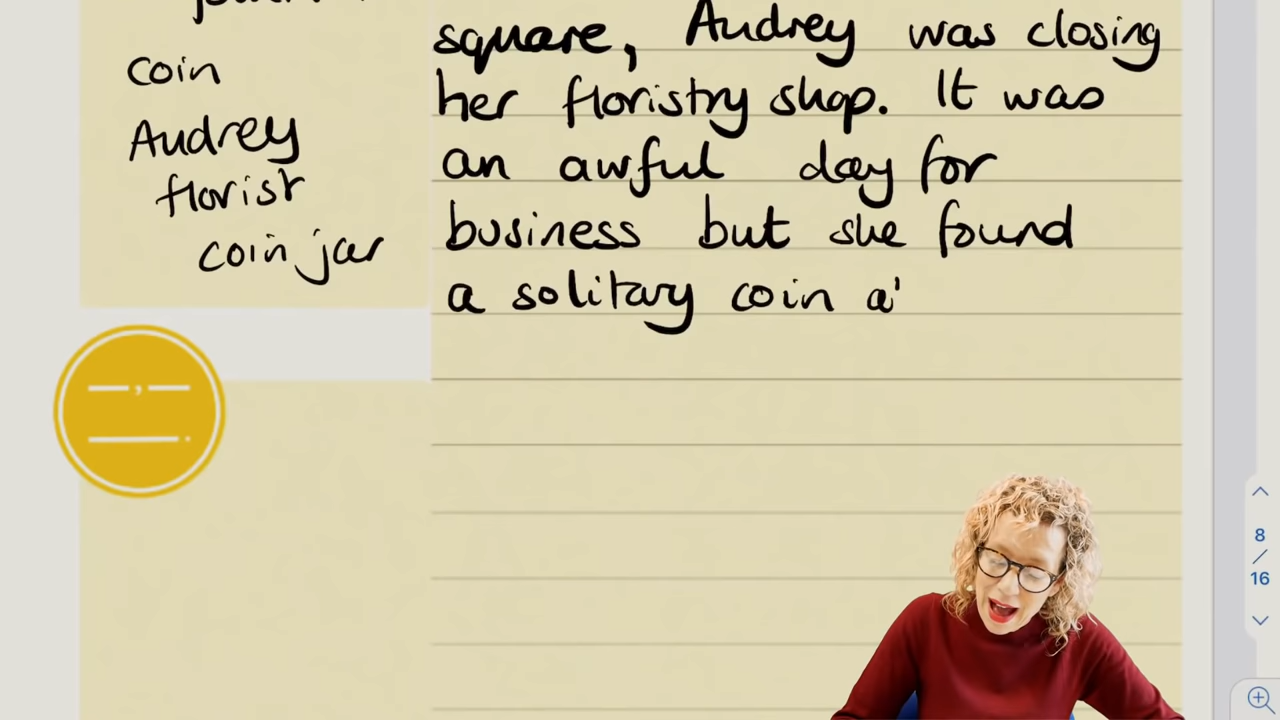 coin
Audrey
florist
coin jar
square, Audrey was closing
her floristry shop. It was
an awful day for
business but she found
a solitary coin a
8
16